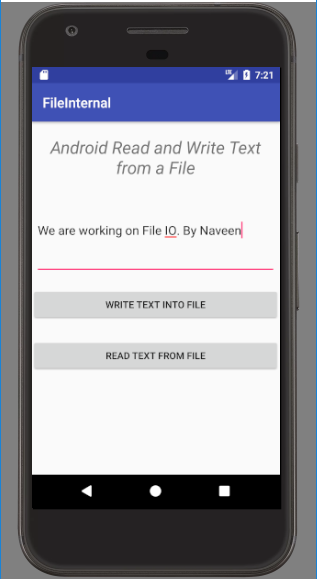 7:21
FileInternal
Android Read and Write Text
from a File
We are working on File IO. By Naveen
WRITE TEXT INTO FILE
READ TEXT FROM FILE